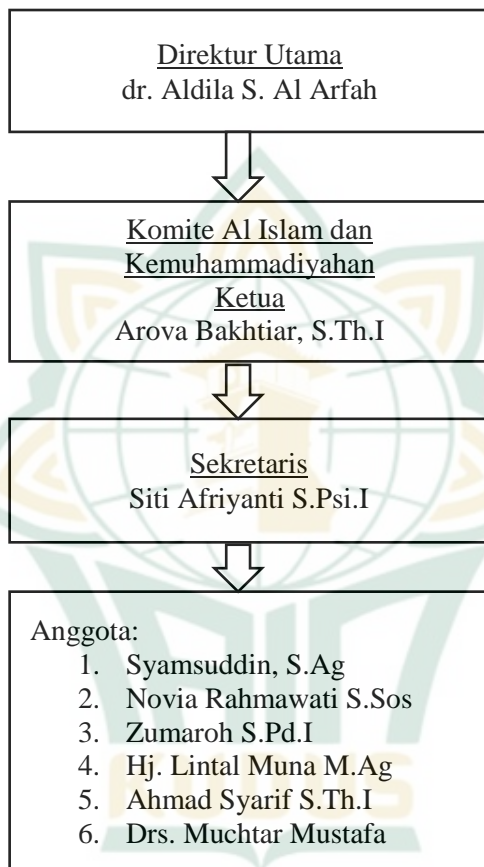 Direktur Utama
dr. Aldila S. Al Arfah
Komite Al Islam dan
Kemuhammadiyahan
Ketua
Arova Bakhtiar, S.Th.I
Sekretaris
Siti Afriyanti S.Psi.I
Anggota:
1. Syamsuddin, S.Ag
2. Novia Rahmawati S.Sos
3. Zumaroh S.Pd.I
4. Hj. Lintal Muna M.Ag
5. Ahmad Syarif S.Th.I
6. Drs. Muchtar Mustafa
KUDUS